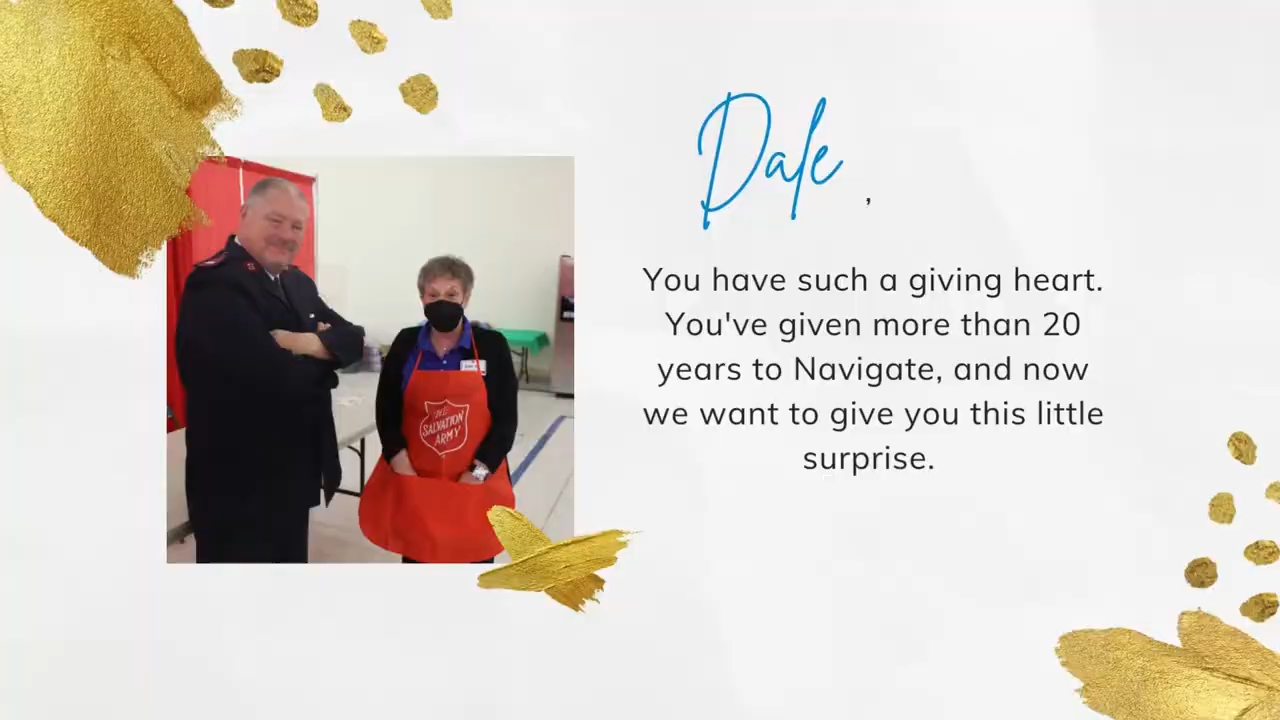 Dale,
You have such a giving heart.
You've given more than 20
years to Navigate, and now
we want to give you this little
surprise.
THE
SALVATION
ARMY